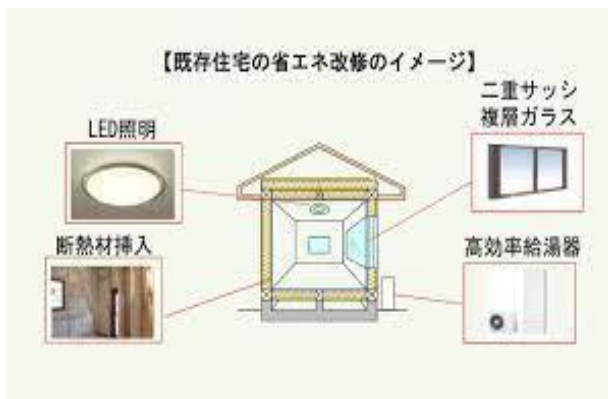 【既存住宅の省エネ改修のイメージ】
LED照明
二重サッシ
複層ガラス
断熱材挿入
高効率給湯器